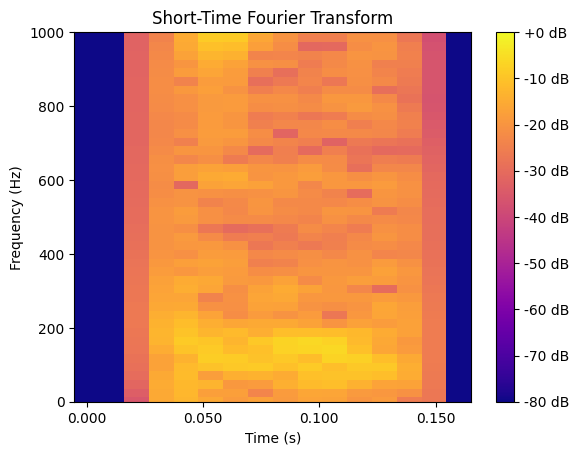 Short-Time Fourier Transform
1000
800
600
400
200
0
Frequency (Hz)
0.000
0.050
0.100
0.150
Time (s)
+0 dB
-10 dB
-20 dB
-30 dB
-40 dB
-50 dB
-60 dB
-70 dB
-80 dB